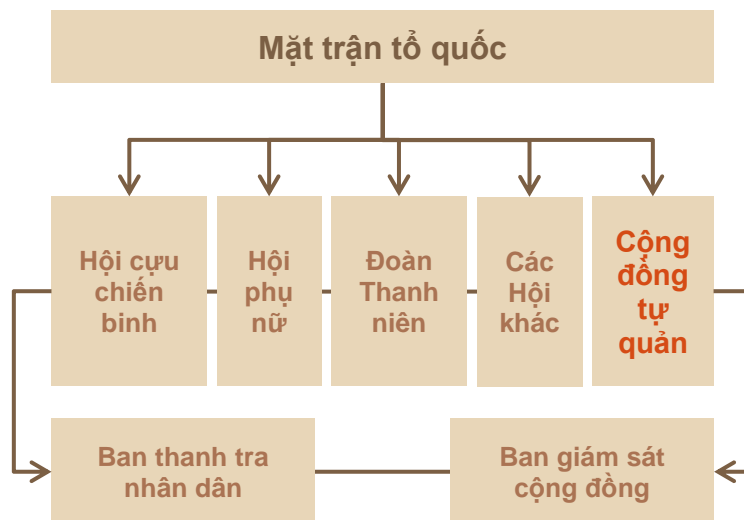 Mặt trận tổ quốc
Hội cựu
chiến
binh
Hội
phụ
nữ
Đoàn
Thanh
niên
Các
Hội
khác
Cộng
đồng
tự
quản
Ban thanh tra
nhân dân
Ban giám sát
cộng đồng